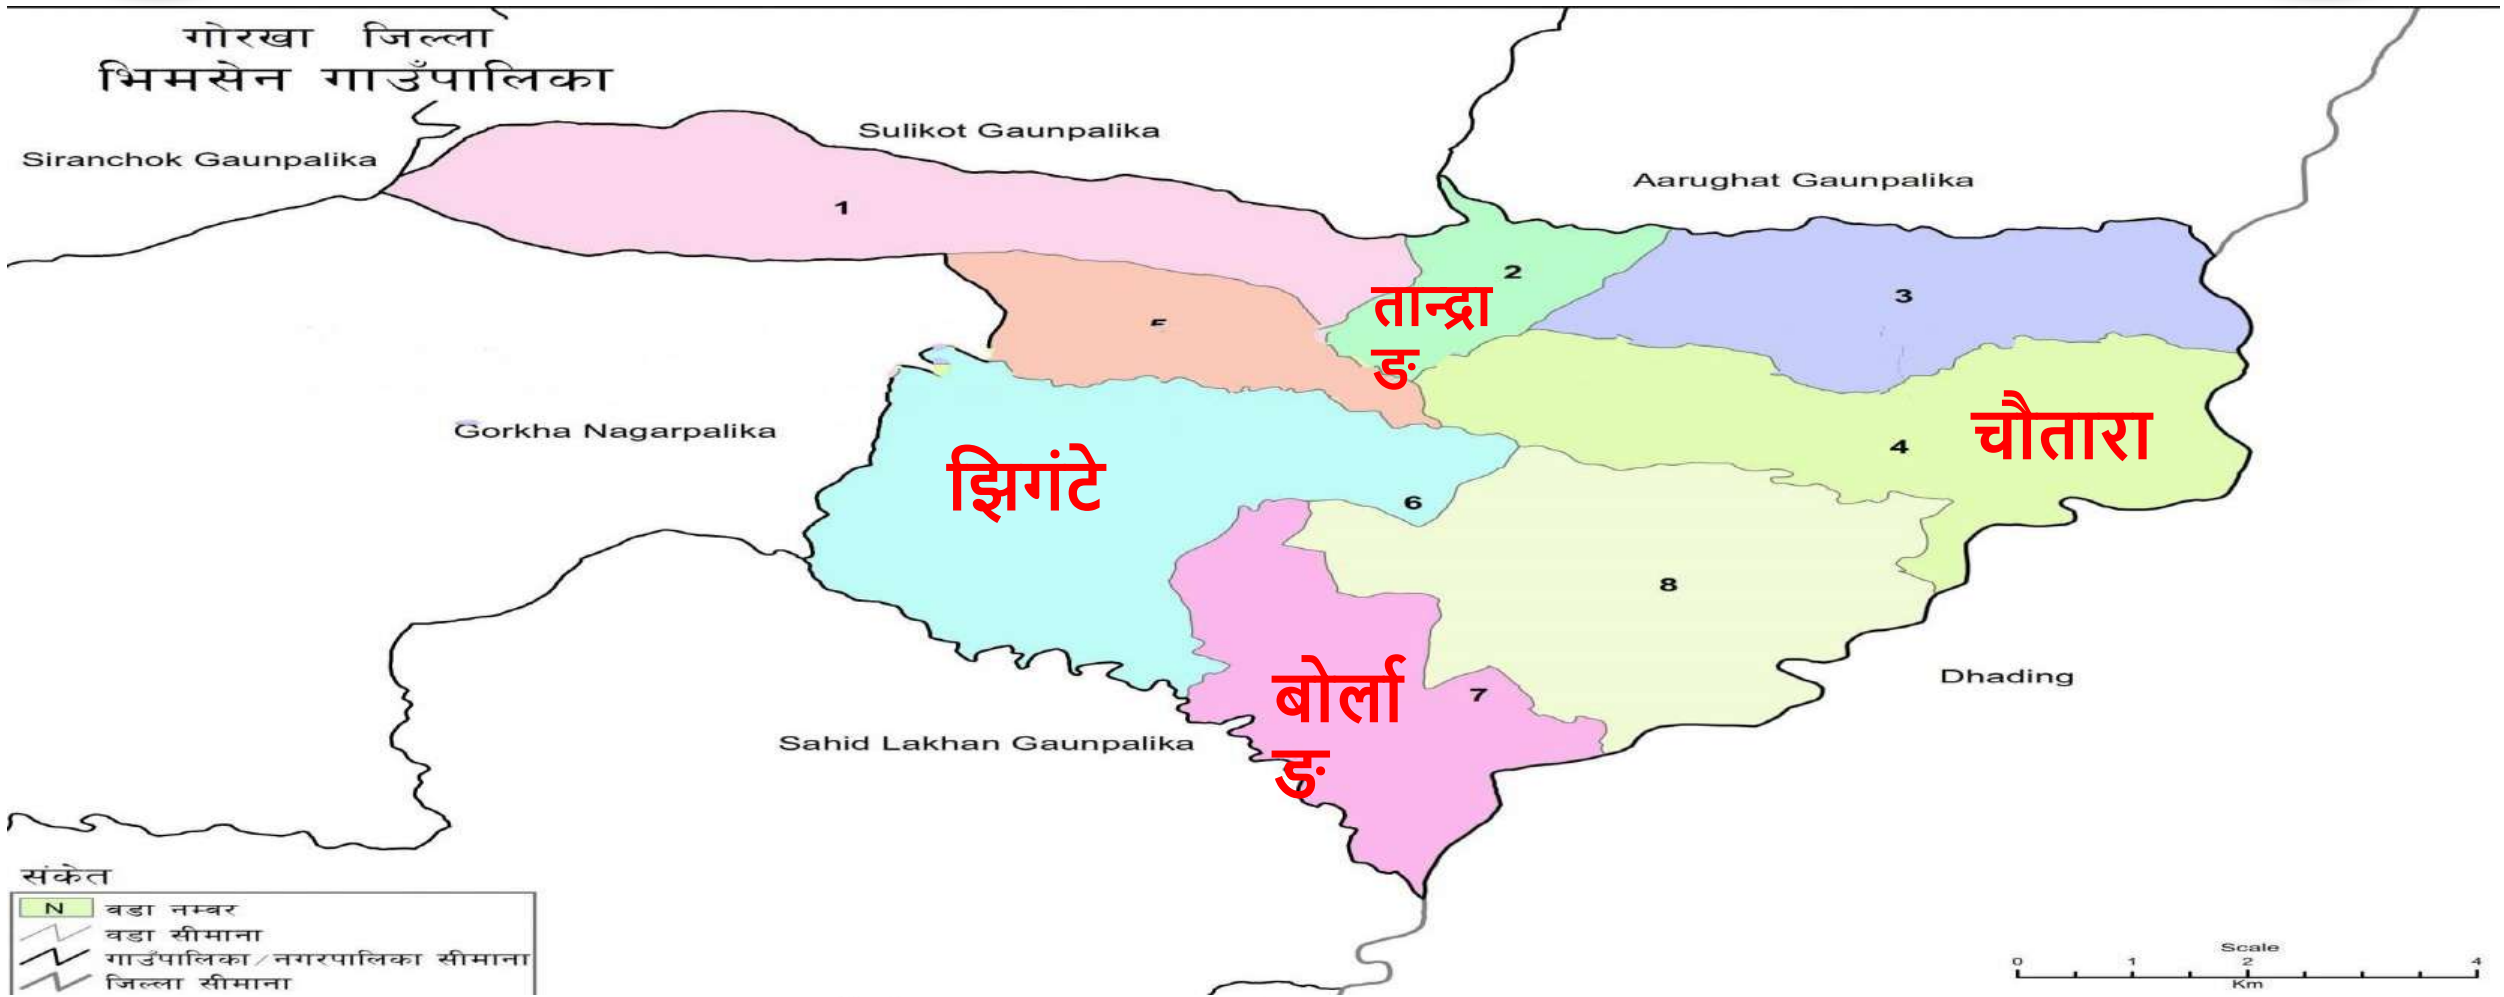 गोरखा जिल्ला
भिमसेन गाउँपालिका
Sulikot Gaunpalika
Siranchok Gaunpalika
Aarughat Gaunpalika
1
2
3
तान्द्रा
ङ
चौतारा
4
Gorkha Nagarpalika
झिगंटे
6
8
बोर्ला
ङ
7
Dhading
Sahid Lakhan Gaunpalika
संकेत
N वडा नम्वर
वडा सीमाना
गाउँपालिका/नगरपालिका सीमाना
जिल्ला सीमाना
Scale
0 1 2 4
Km